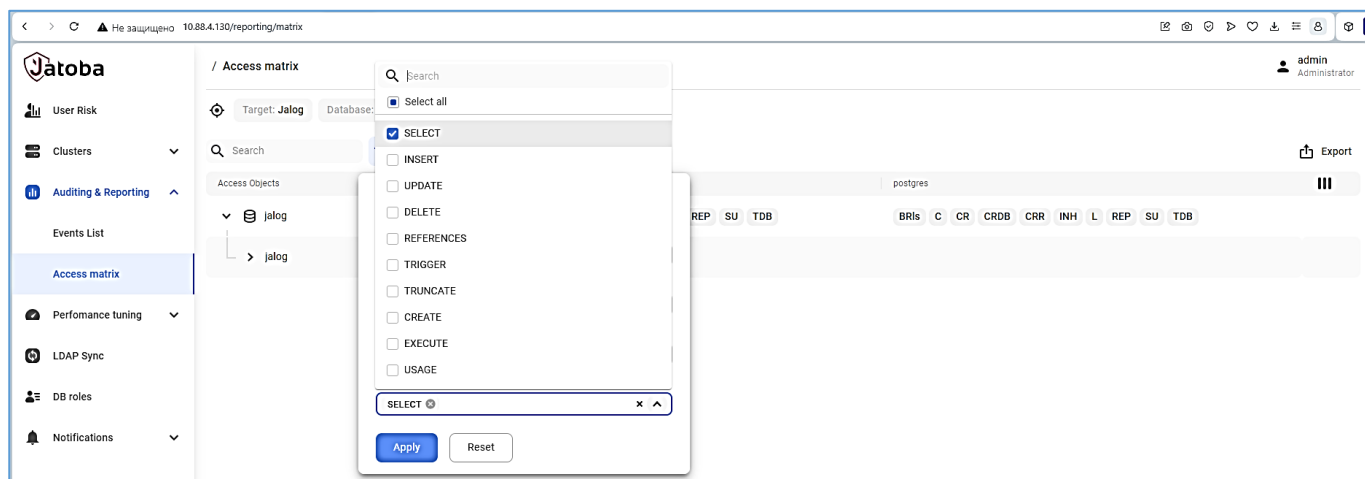 Не защищено 10.88.4.130/reporting/matrix
Jatoba
/ Access matrix
admin
Administrator
User Risk
Clusters
Auditing & Reporting
Events List
Access matrix
Perfomance tuning
LDAP Sync
DB roles
Notifications
Target: Jalog Database:
Search
Export
Access Objects
postgres
jalog
REP SU TDB
BRls C CR CRDB CRR INH L REP SU TDB
jalog
Search
Select all
SELECT
INSERT
UPDATE
DELETE
REFERENCES
TRIGGER
TRUNCATE
CREATE
EXECUTE
USAGE
SELECT
Apply Reset